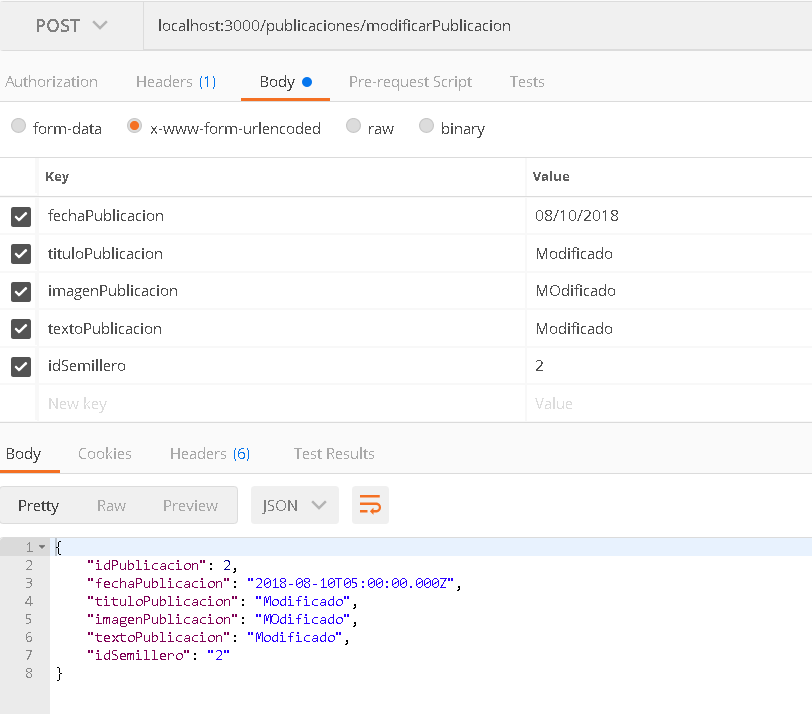 POST localhost:3000/publicaciones/modificarPublicacion
Authorization Headers (1) Body Pre-request Script Tests
form-data x-www-form-urlencoded raw binary
Key Value
fechaPublicacion 08/10/2018
tituloPublicacion Modificado
imagenPublicacion MOdificado
textoPublicacion Modificado
idSemillero 2
New key Value
Body Cookies Headers (6) Test Results
Pretty Raw Preview JSON
1 {
2 "idPublicacion": 2,
3 "fechaPublicacion": "2018-08-10T05:00:00.000Z",
4 "tituloPublicacion": "Modificado",
5 "imagenPublicacion": "MOdificado",
6 "textoPublicacion": "Modificado",
7 "idSemillero": "2"
8 }